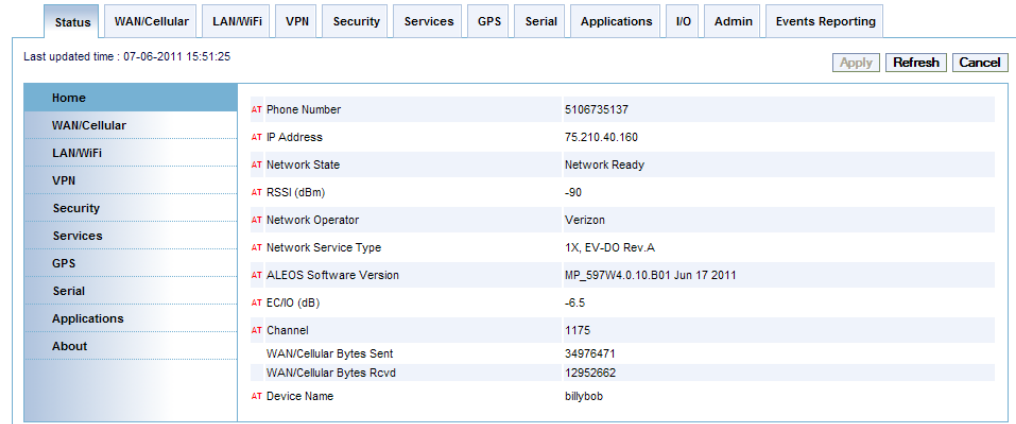 Status WAN/Cellular LAN/WiFi VPN Security Services GPS Serial Applications I/O Admin Events Reporting
Last updated time : 07-06-2011 15:51:25
Apply Refresh Cancel
Home
WAN/Cellular
LAN/WiFi
VPN
Security
Services
GPS
Serial
Applications
About
AT Phone Number 5106735137
AT IP Address 75.210.40.160
AT Network State Network Ready
AT RSSI (dBm) -90
AT Network Operator Verizon
AT Network Service Type 1X, EV-DO Rev.A
AT ALEOS Software Version MP_597W4.0.10.B01 Jun 17 2011
AT EC/IO (dB) -6.5
AT Channel 1175
WAN/Cellular Bytes Sent 34976471
WAN/Cellular Bytes Rcvd 12952662
AT Device Name billybob